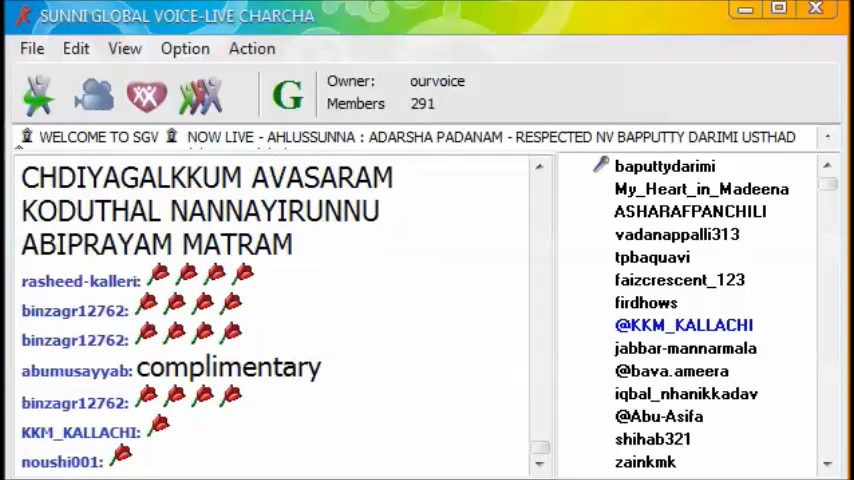 SUNNI GLOBAL VOICE-LIVE CHARCHA
File Edit View Option Action
G
Owner: ourvoice
Members 291
WELCOME TO SGV NOW LIVE - AHLUSSUNNA : ADARSHA PADANAM - RESPECTED NV BAPPUTTY DARIMI USTHAD
CHDIYAGALKKUM AVASARAM
KODUTHAL NANNAYIRUNNU
ABIPRAYAM MATRAM
rasheed-kalleri:
binzagr12762:
binzagr12762:
abumusayyab: complimentary
binzagr12762:
KKM_KALLACHI:
noushi001:
baputtydarimi
My_Heart_in_Madeena
ASHARAFPANCHILI
vadanappalli313
tpbaquavi
faizcrescent_123
firdhows
@KKM_KALLACHI
jabbar-mannarmala
@bava.ameera
iqbal_nhanikkadav
@Abu-Asifa
shihab321
zainkmk